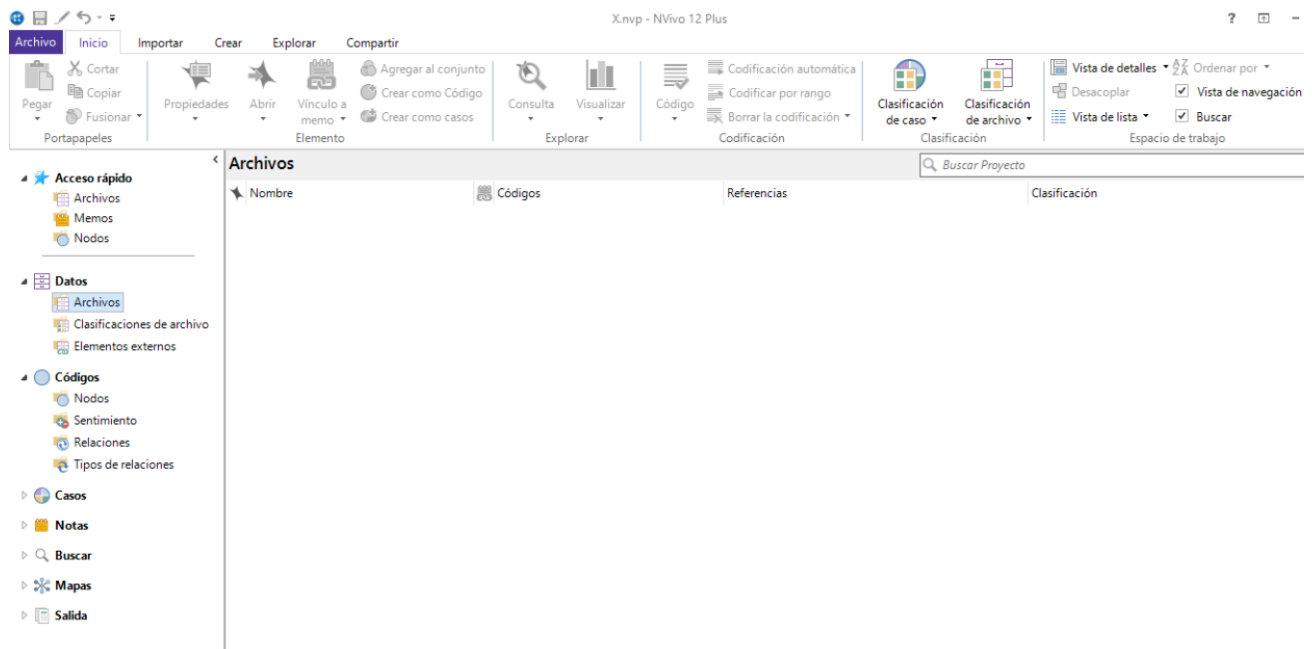 X.nvp - NVivo 12 Plus
?
Archivo Inicio Importar Crear Explorar Compartir
Pegar
Cortar
Copiar
Fusionar
Portapapeles
Propiedades
Abrir
Vínculo a
memo
Agregar al conjunto
Crear como Código
Crear como casos
Elemento
Consulta
Visualizar
Explorar
Código
Codificación automática
Codificar por rango
Borrar la codificación
Codificación
Clasificación
de caso
Clasificación
de archivo
Clasificación
Vista de detalles
Desacoplar
Vista de lista
Ordenar por
Vista de navegación
Buscar
Espacio de trabajo
Acceso rápido
Archivos
Memos
Nodos
Datos
Archivos
Clasificaciones de archivo
Elementos externos
Códigos
Nodos
Sentimiento
Relaciones
Tipos de relaciones
Casos
Notas
Buscar
Mapas
Salida
Archivos
Buscar Proyecto
Nombre Códigos Referencias Clasificación